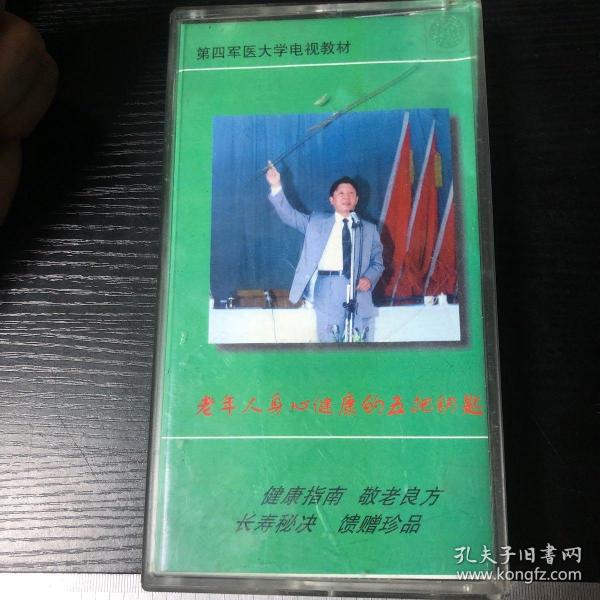 第四军医大学电视教材
老年人身心健康的五把钥匙
健康指南 敬老良方
长寿秘决 馈赠珍品
孔夫子旧书网
www.kongfz.com